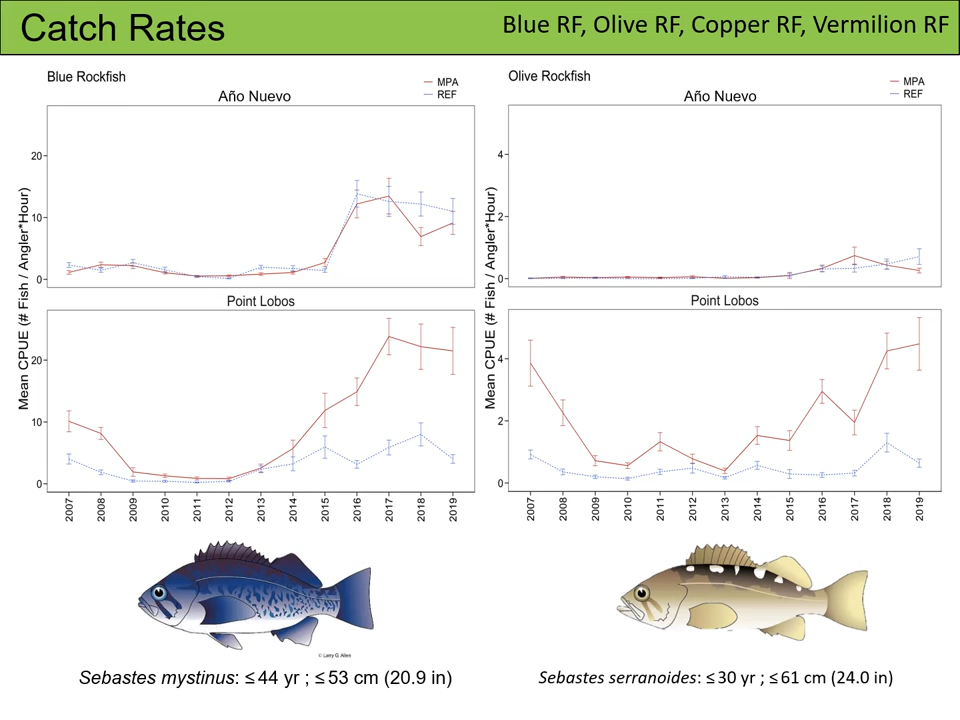 Catch Rates
Blue RF, Olive RF, Copper RF, Vermilion RF
Blue Rockfish
MPA
REF
Año Nuevo
20
10
0
Point Lobos
20
10
0
Mean CPUE (# Fish / Angler*Hour)
2007 2008 2009 2010 2011 2012 2013 2014 2015 2016 2017 2018 2019
Olive Rockfish
MPA
REF
Año Nuevo
4
2
0
Point Lobos
4
2
0
Mean CPUE (# Fish / Angler*Hour)
2007 2008 2009 2010 2011 2012 2013 2014 2015 2016 2017 2018 2019
© Larry G. Allen
Sebastes mystinus: ≤ 44 yr ; ≤ 53 cm (20.9 in)
Sebastes serranoides: ≤ 30 yr ; ≤ 61 cm (24.0 in)